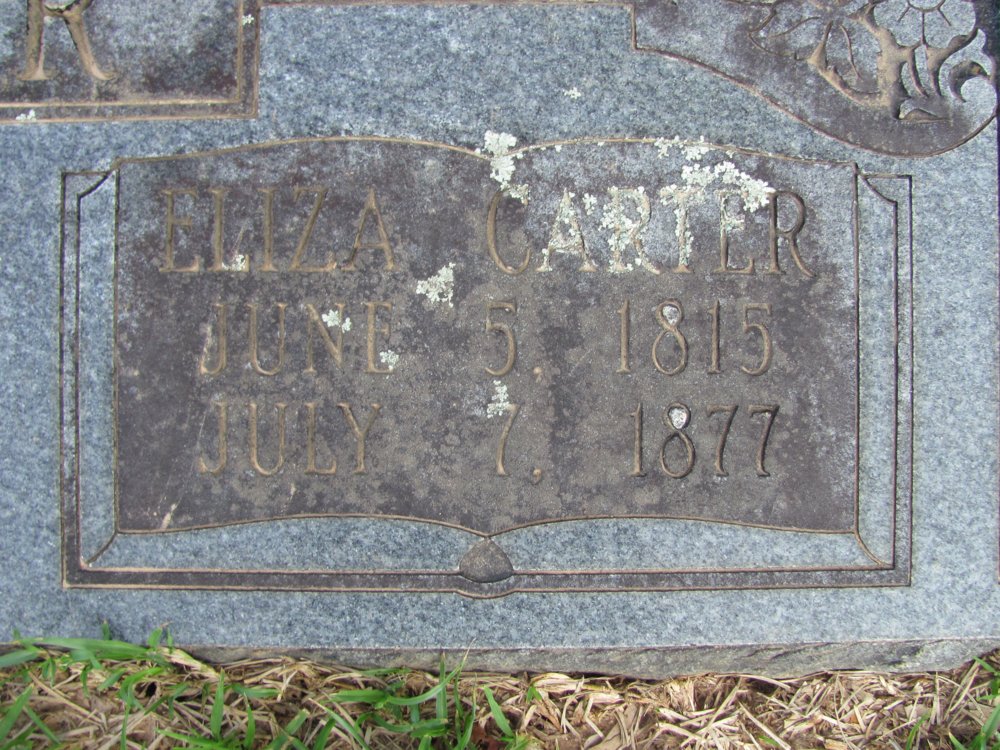 R
ELIZA CARTER
JUNE 5, 1815
JULY 7, 1877